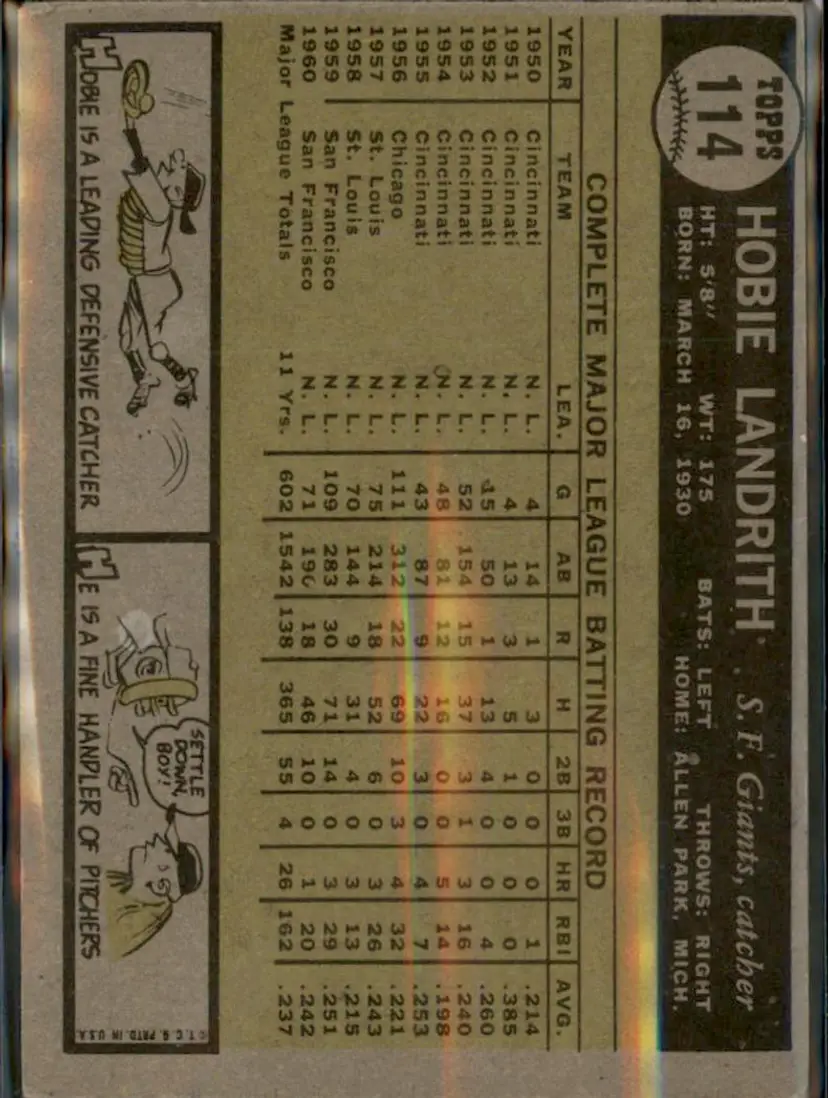 TOPPS
114
HOBIE LANDRITH S. F. Giants, catcher
HT: 5'8" WT: 175 BATS: LEFT THROWS: RIGHT
BORN: MARCH 16, 1930 HOME: ALLEN PARK, MICH.
COMPLETE MAJOR LEAGUE BATTING RECORD
YEAR TEAM LEA. G AB R H 2B 3B HR RBI AVG.
1950 Cincinnati N. L. 4 14 1 3 0 0 0 1 .214
1951 Cincinnati N. L. 4 13 3 5 1 0 0 0 .385
1952 Cincinnati N. L. 15 50 1 13 4 0 0 4 .260
1953 Cincinnati N. L. 52 154 15 37 3 1 3 16 .240
1954 Cincinnati N. L. 48 81 12 16 0 0 5 14 .198
1955 Cincinnati N. L. 43 87 9 22 3 0 4 7 .253
1956 Chicago N. L. 111 312 22 69 10 3 4 32 .221
1957 St. Louis N. L. 75 214 18 52 6 0 3 26 .243
1958 St. Louis N. L. 70 144 9 31 4 0 3 13 .215
1959 San Francisco N. L. 109 283 30 71 14 0 3 29 .251
1960 San Francisco N. L. 71 190 18 46 10 0 1 20 .242
Major League Totals 11 Yrs. 602 1542 138 365 55 4 26 162 .237
HOBIE IS A LEADING DEFENSIVE CATCHER
SETTLE
DOWN,
BOY!
HE IS A FINE HANDLER OF PITCHERS
© T. C. G. PRTD. IN U.S.A.